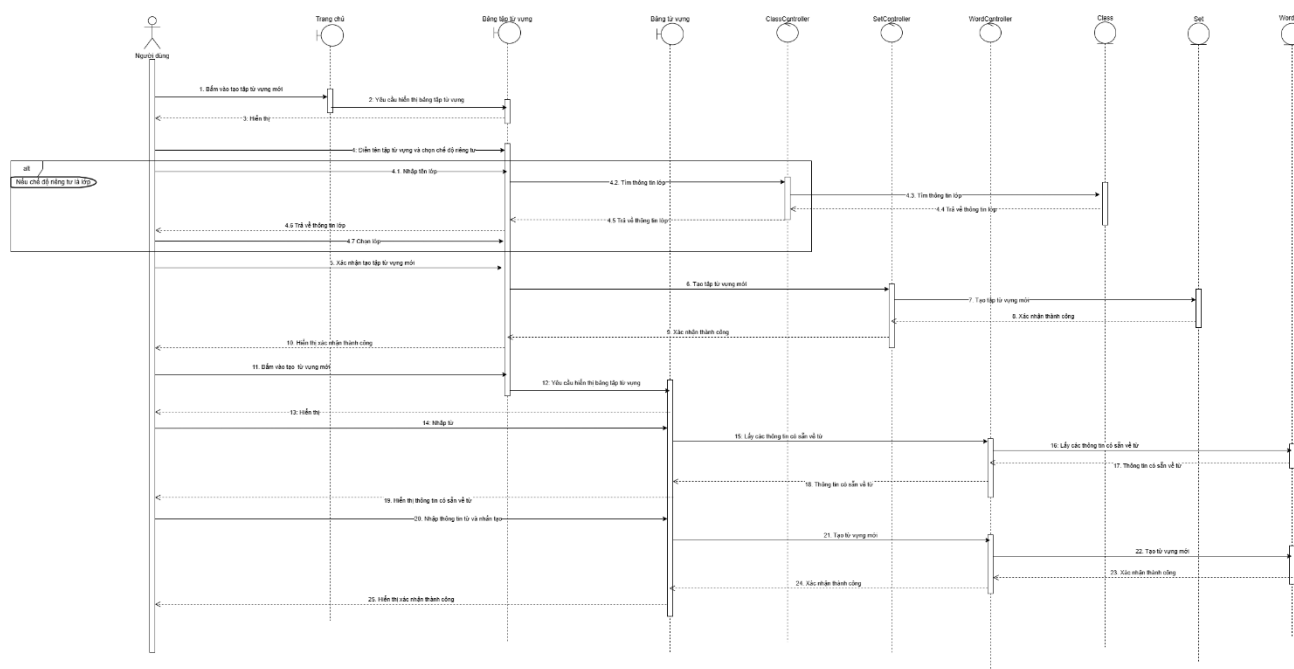 Trang chủ
Bảng tập từ vựng
Bảng từ vựng
ClassController
SetController
WordController
Class
Set
Word
Người dùng
1. Bấm vào tạo tập từ vựng mới
2. Yêu cầu hiển thị bảng tập từ vựng
3. Hiển thị
4. Điền tên tập từ vựng và chọn chế độ riêng tư
alt
Nếu chế độ riêng tư là lớp
4.1. Nhập tên lớp
4.2. Tìm thông tin lớp
4.3. Tìm thông tin lớp
4.4 Trả về thông tin lớp
4.5 Trả về thông tin lớp
4.6 Trả về thông tin lớp
4.7 Chọn lớp
5. Xác nhận tạo tập từ vựng mới
6. Tạo tập từ vựng mới
7. Tạo tập từ vựng mới
8. Xác nhận thành công
9. Xác nhận thành công
10. Hiển thị xác nhận thành công
11. Bấm vào tạo từ vựng mới
12. Yêu cầu hiển thị bảng tập từ vựng
13. Hiển thị
14. Nhập từ
15. Lấy các thông tin có sẵn về từ
16. Lấy các thông tin có sẵn về từ
17. Thông tin có sẵn về từ
18. Thông tin có sẵn về từ
19. Hiển thị thông tin có sẵn về từ
20. Nhập thông tin từ và nhấn tạo
21. Tạo từ vựng mới
22. Tạo từ vựng mới
23. Xác nhận thành công
24. Xác nhận thành công
25. Hiển thị xác nhận thành công